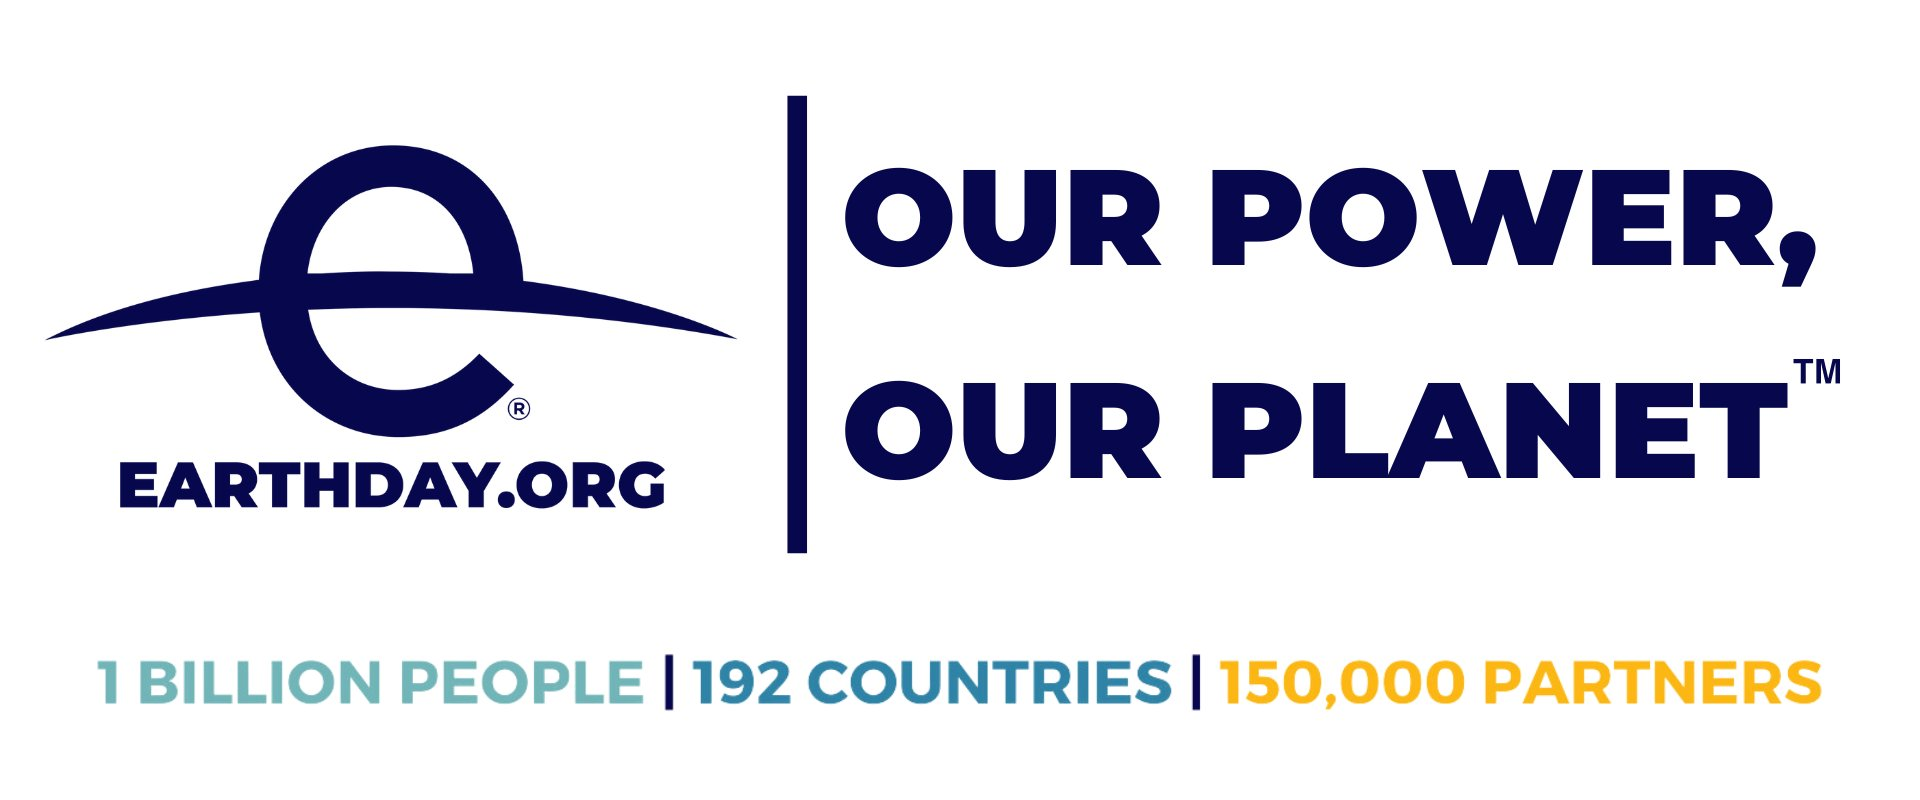 e®
EARTHDAY.ORG
OUR POWER,
OUR PLANET™
1 BILLION PEOPLE | 192 COUNTRIES | 150,000 PARTNERS